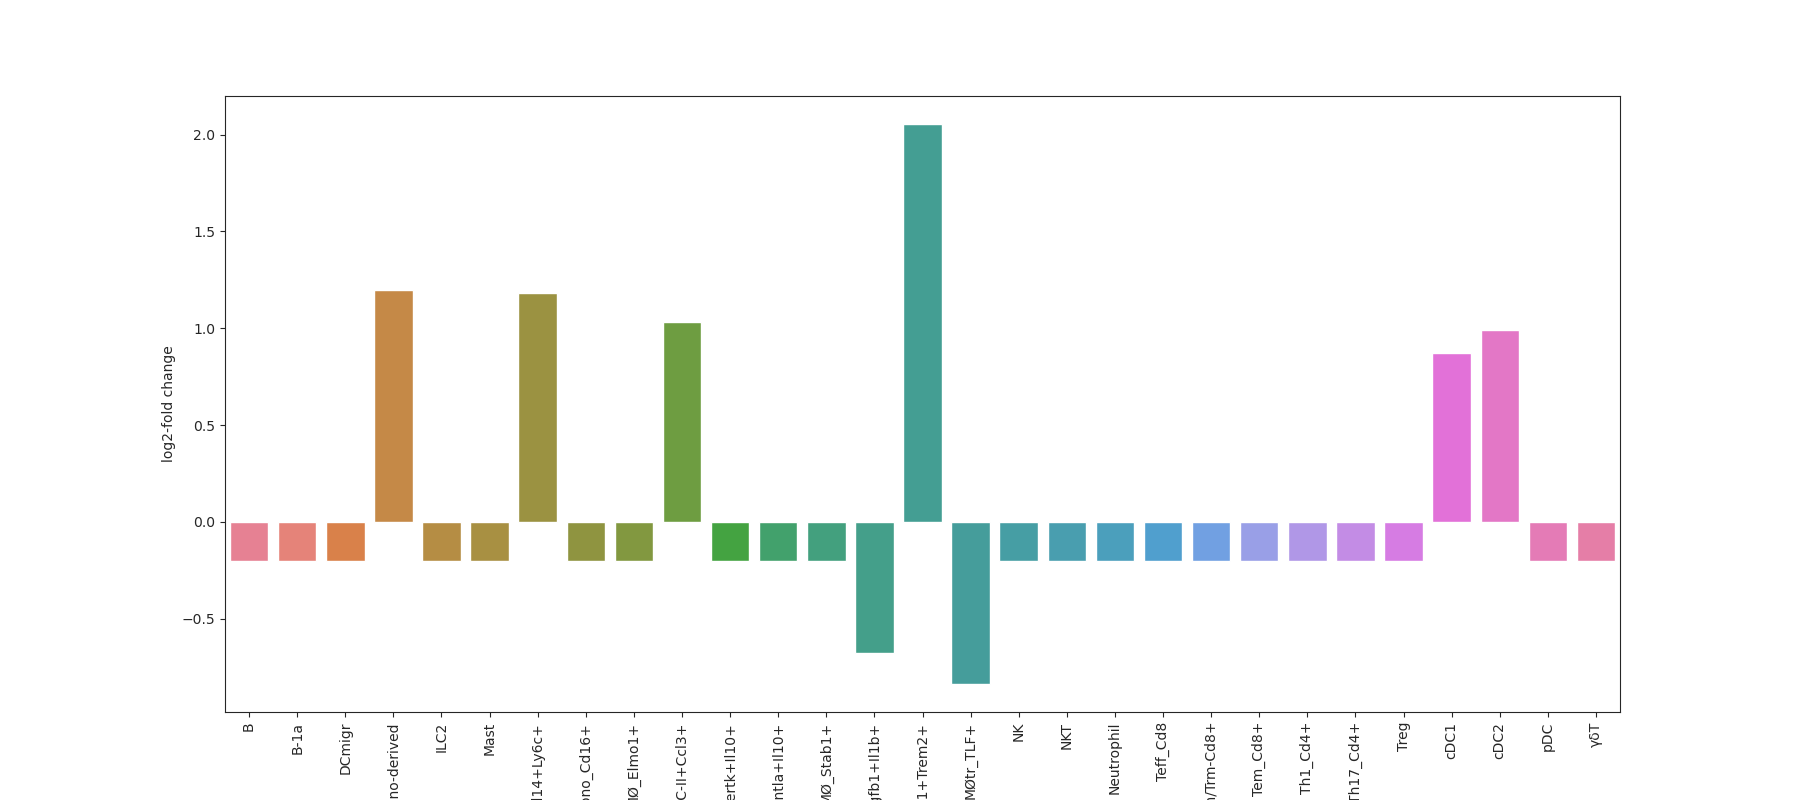 2.0
1.5
1.0
0.5
0.0
−0.5
log2-fold change
B
B-1a
DCmigr
no-derived
ILC2
Mast
l14+Ly6c+
ono_Cd16+
MØ_Elmo1+
C-II+Ccl3+
ertk+Il10+
ntla+Il10+
MØ_Stab1+
gfb1+Il1b+
1+Trem2+
MØtr_TLF+
NK
NKT
Neutrophil
Teff_Cd8
/Trm-Cd8+
Tem_Cd8+
Th1_Cd4+
Th17_Cd4+
Treg
cDC1
cDC2
pDC
γδT